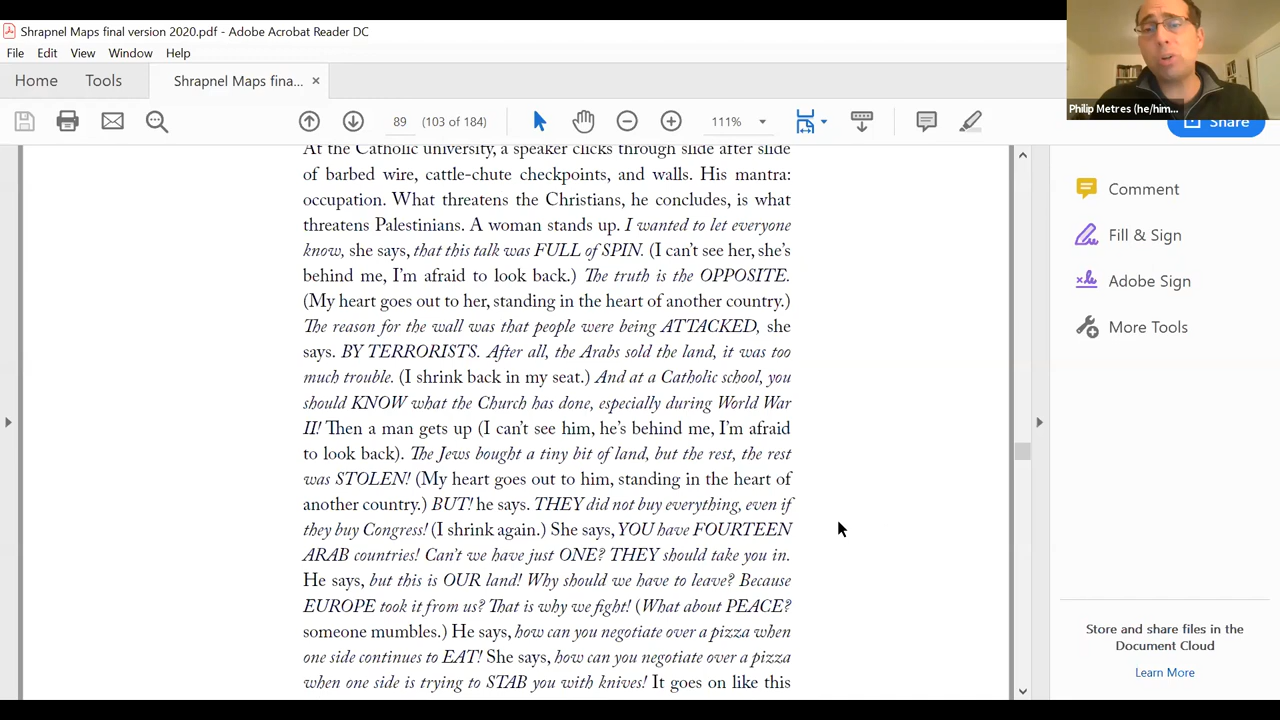 Shrapnel Maps final version 2020.pdf - Adobe Acrobat Reader DC
File Edit View Window Help
Home Tools Shrapnel Maps fina... ×
89 (103 of 184) 111%
Philip Metres (he/him...
Share
At the Catholic university, a speaker clicks through slide after slide
of barbed wire, cattle-chute checkpoints, and walls. His mantra:
occupation. What threatens the Christians, he concludes, is what
threatens Palestinians. A woman stands up. I wanted to let everyone
know, she says, that this talk was FULL of SPIN. (I can't see her, she's
behind me, I'm afraid to look back.) The truth is the OPPOSITE.
(My heart goes out to her, standing in the heart of another country.)
The reason for the wall was that people were being ATTACKED, she
says. BY TERRORISTS. After all, the Arabs sold the land, it was too
much trouble. (I shrink back in my seat.) And at a Catholic school, you
should KNOW what the Church has done, especially during World War
II! Then a man gets up (I can't see him, he's behind me, I'm afraid
to look back). The Jews bought a tiny bit of land, but the rest, the rest
was STOLEN! (My heart goes out to him, standing in the heart of
another country.) BUT! he says. THEY did not buy everything, even if
they buy Congress! (I shrink again.) She says, YOU have FOURTEEN
ARAB countries! Can't we have just ONE? THEY should take you in.
He says, but this is OUR land! Why should we have to leave? Because
EUROPE took it from us? That is why we fight! (What about PEACE?
someone mumbles.) He says, how can you negotiate over a pizza when
one side continues to EAT! She says, how can you negotiate over a pizza
when one side is trying to STAB you with knives! It goes on like this
Comment
Fill & Sign
Adobe Sign
More Tools
Store and share files in the
Document Cloud
Learn More